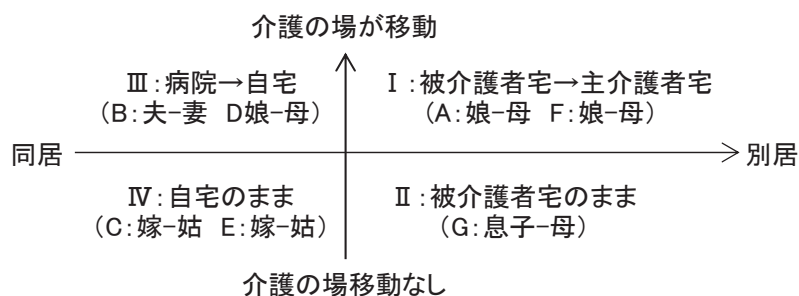 介護の場が移動
Ⅲ：病院→自宅
（B：夫−妻　D娘−母）
Ⅰ：被介護者宅→主介護者宅
（A：娘−母　F：娘−母）
同居
別居
Ⅳ：自宅のまま
（C：嫁−姑　E：嫁−姑）
Ⅱ：被介護者宅のまま
（G：息子−母）
介護の場移動なし